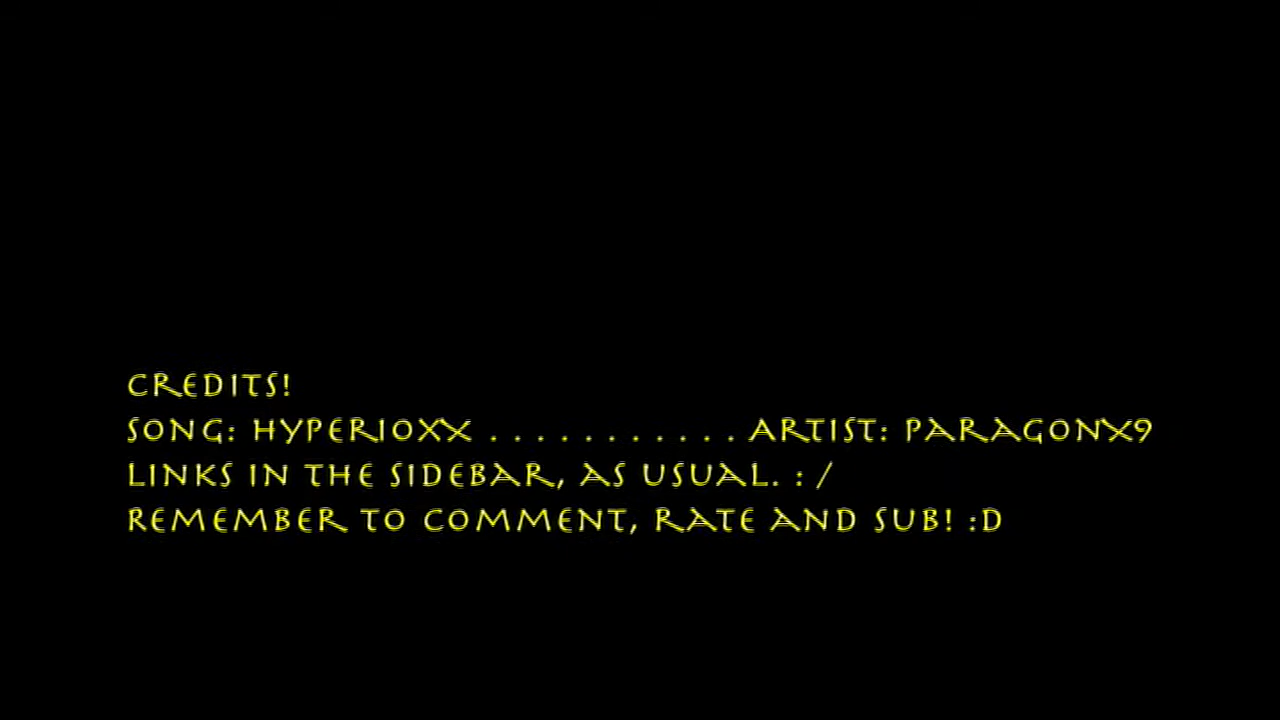 CREDITS!
SONG: HYPERIOXX . . . . . . . . . . . ARTIST: PARAGONX9
LINKS IN THE SIDEBAR, AS USUAL. : /
REMEMBER TO COMMENT, RATE AND SUB! :D